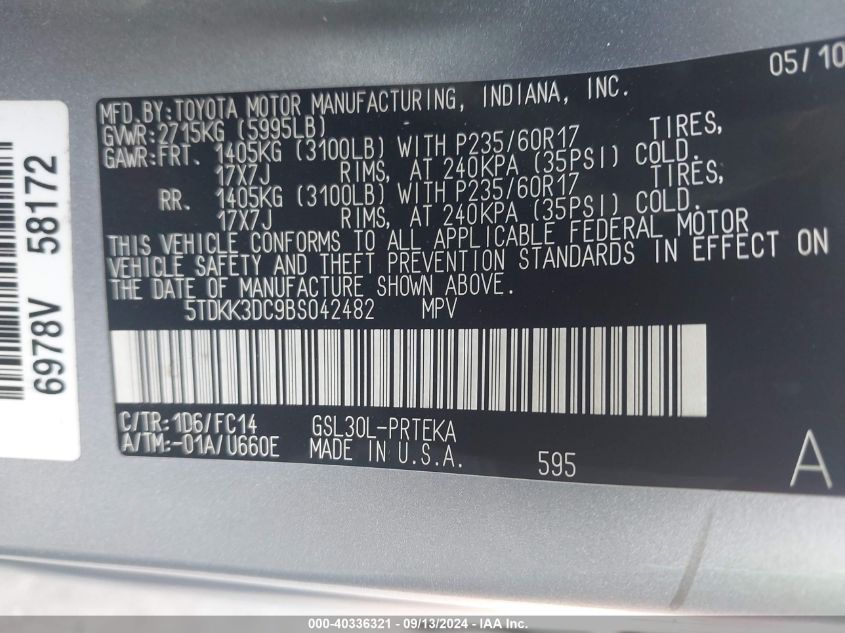 05/10
MFD. BY: TOYOTA MOTOR MANUFACTURING, INDIANA, INC.
GVWR: 2715KG (5995LB)
GAWR: FRT. 1405KG (3100LB) WITH P235/60R17 TIRES,
17X7J RIMS, AT 240KPA (35PSI) COLD.
RR. 1405KG (3100LB) WITH P235/60R17 TIRES,
17X7J RIMS, AT 240KPA (35PSI) COLD.
THIS VEHICLE CONFORMS TO ALL APPLICABLE FEDERAL MOTOR
VEHICLE SAFETY AND THEFT PREVENTION STANDARDS IN EFFECT ON
THE DATE OF MANUFACTURE SHOWN ABOVE.
5TDKK3DC9BS042482 MPV
C/TR: 1D6/FC14 GSL30L-PRTEKA
A/TM: -01A/U660E MADE IN U.S.A.
595
A
6978V 58172
000-40336321 - 09/13/2024 - IAA Inc.